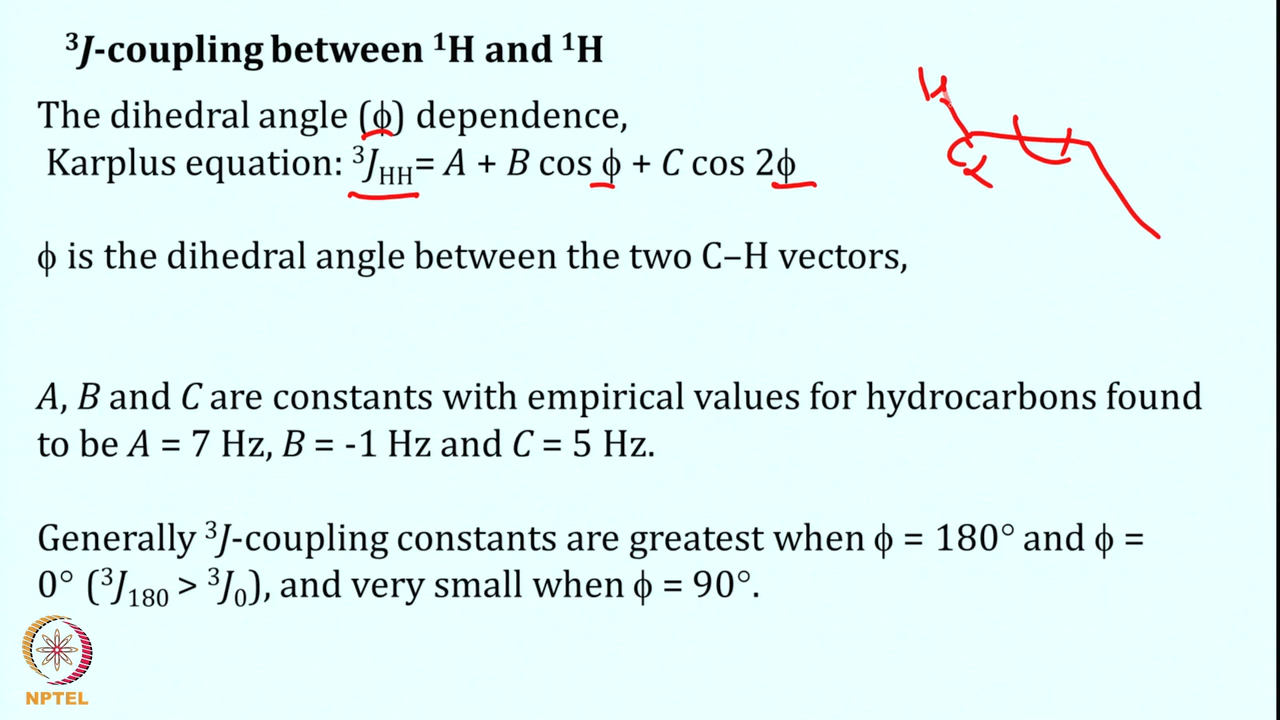 ³J-coupling between ¹H and ¹H
The dihedral angle (ϕ) dependence,
Karplus equation: ³J_HH= A + B cos ϕ + C cos 2ϕ
H
C
ϕ is the dihedral angle between the two C–H vectors,
A, B and C are constants with empirical values for hydrocarbons found
to be A = 7 Hz, B = -1 Hz and C = 5 Hz.
Generally ³J-coupling constants are greatest when ϕ = 180° and ϕ =
0° (³J₁₈₀ > ³J₀), and very small when ϕ = 90°.
NPTEL